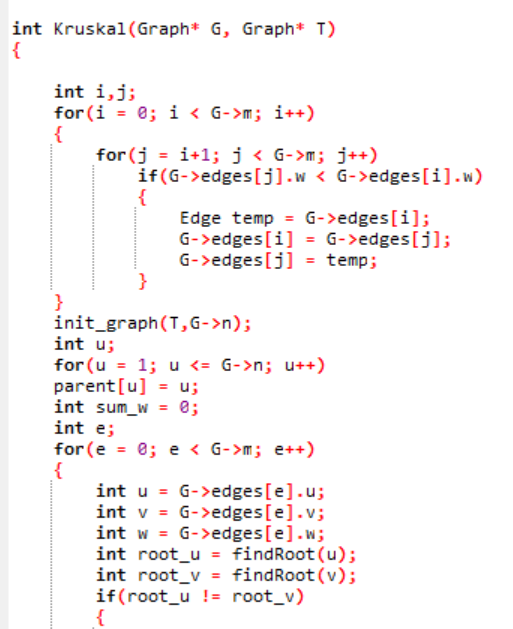 int Kruskal(Graph* G, Graph* T)
{
int i,j;
for(i = 0; i < G->m; i++)
{
for(j = i+1; j < G->m; j++)
if(G->edges[j].w < G->edges[i].w)
{
Edge temp = G->edges[i];
G->edges[i] = G->edges[j];
G->edges[j] = temp;
}
}
init_graph(T,G->n);
int u;
for(u = 1; u <= G->n; u++)
parent[u] = u;
int sum_w = 0;
int e;
for(e = 0; e < G->m; e++)
{
int u = G->edges[e].u;
int v = G->edges[e].v;
int w = G->edges[e].w;
int root_u = findRoot(u);
int root_v = findRoot(v);
if(root_u != root_v)
{